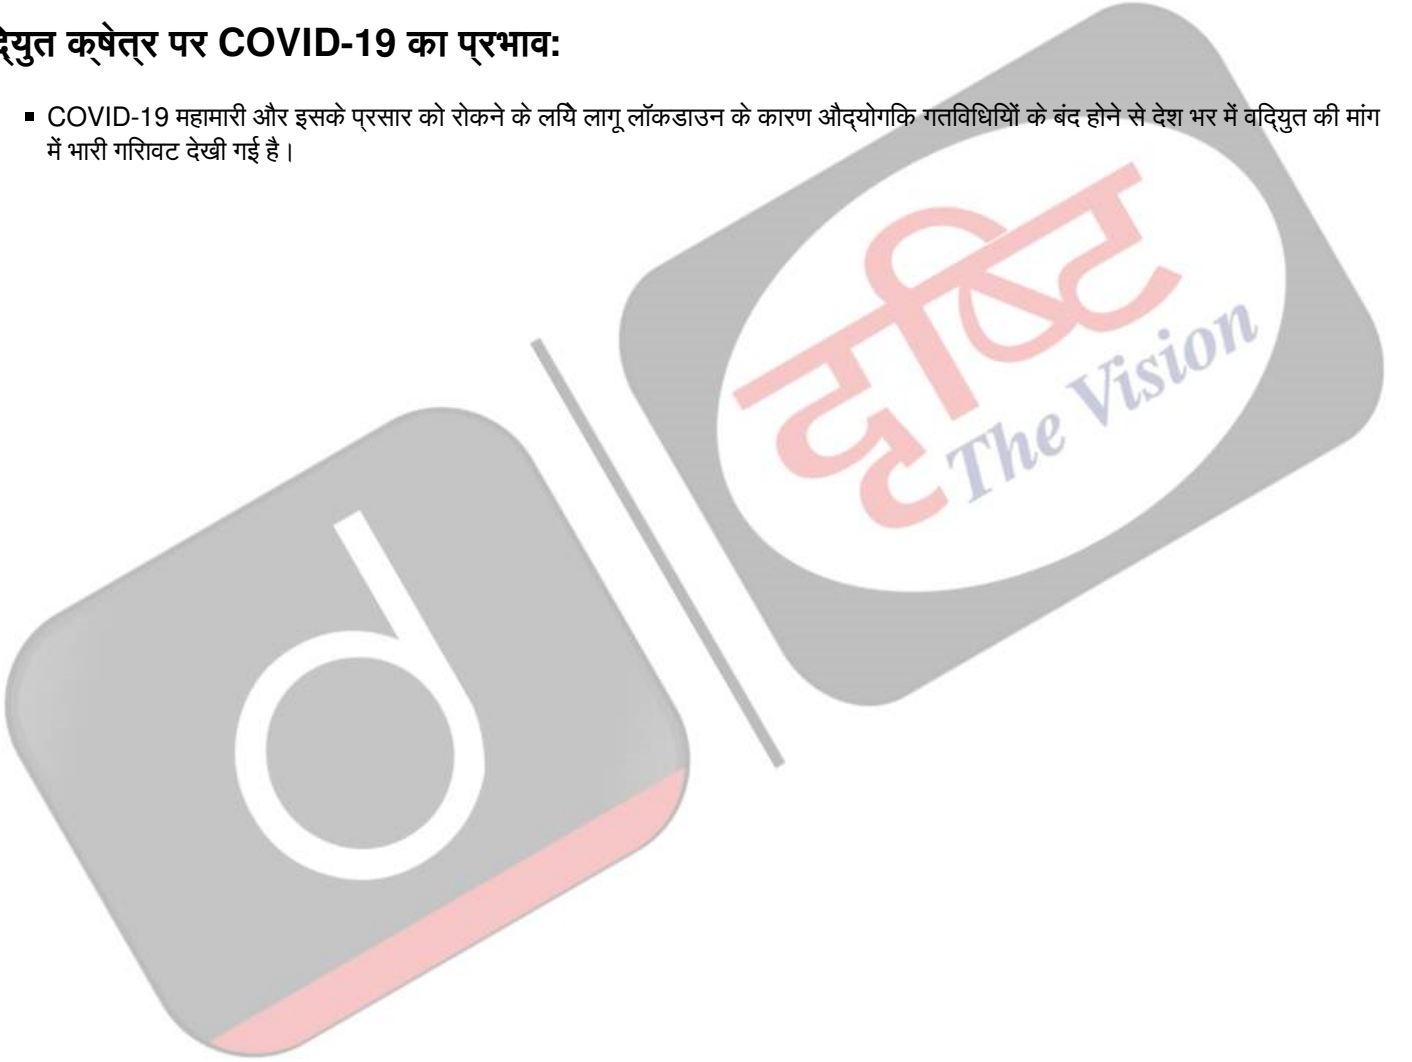 विद्युत क्षेत्र पर COVID-19 का प्रभाव:
COVID-19 महामारी और इसके प्रसार को रोकने के लिये लागू लॉकडाउन के कारण औद्योगिक गतिविधियों के बंद होने से देश भर में विद्युत की मांग
में भारी गिरावट देखी गई है।
दृष्टि
The Vision
d